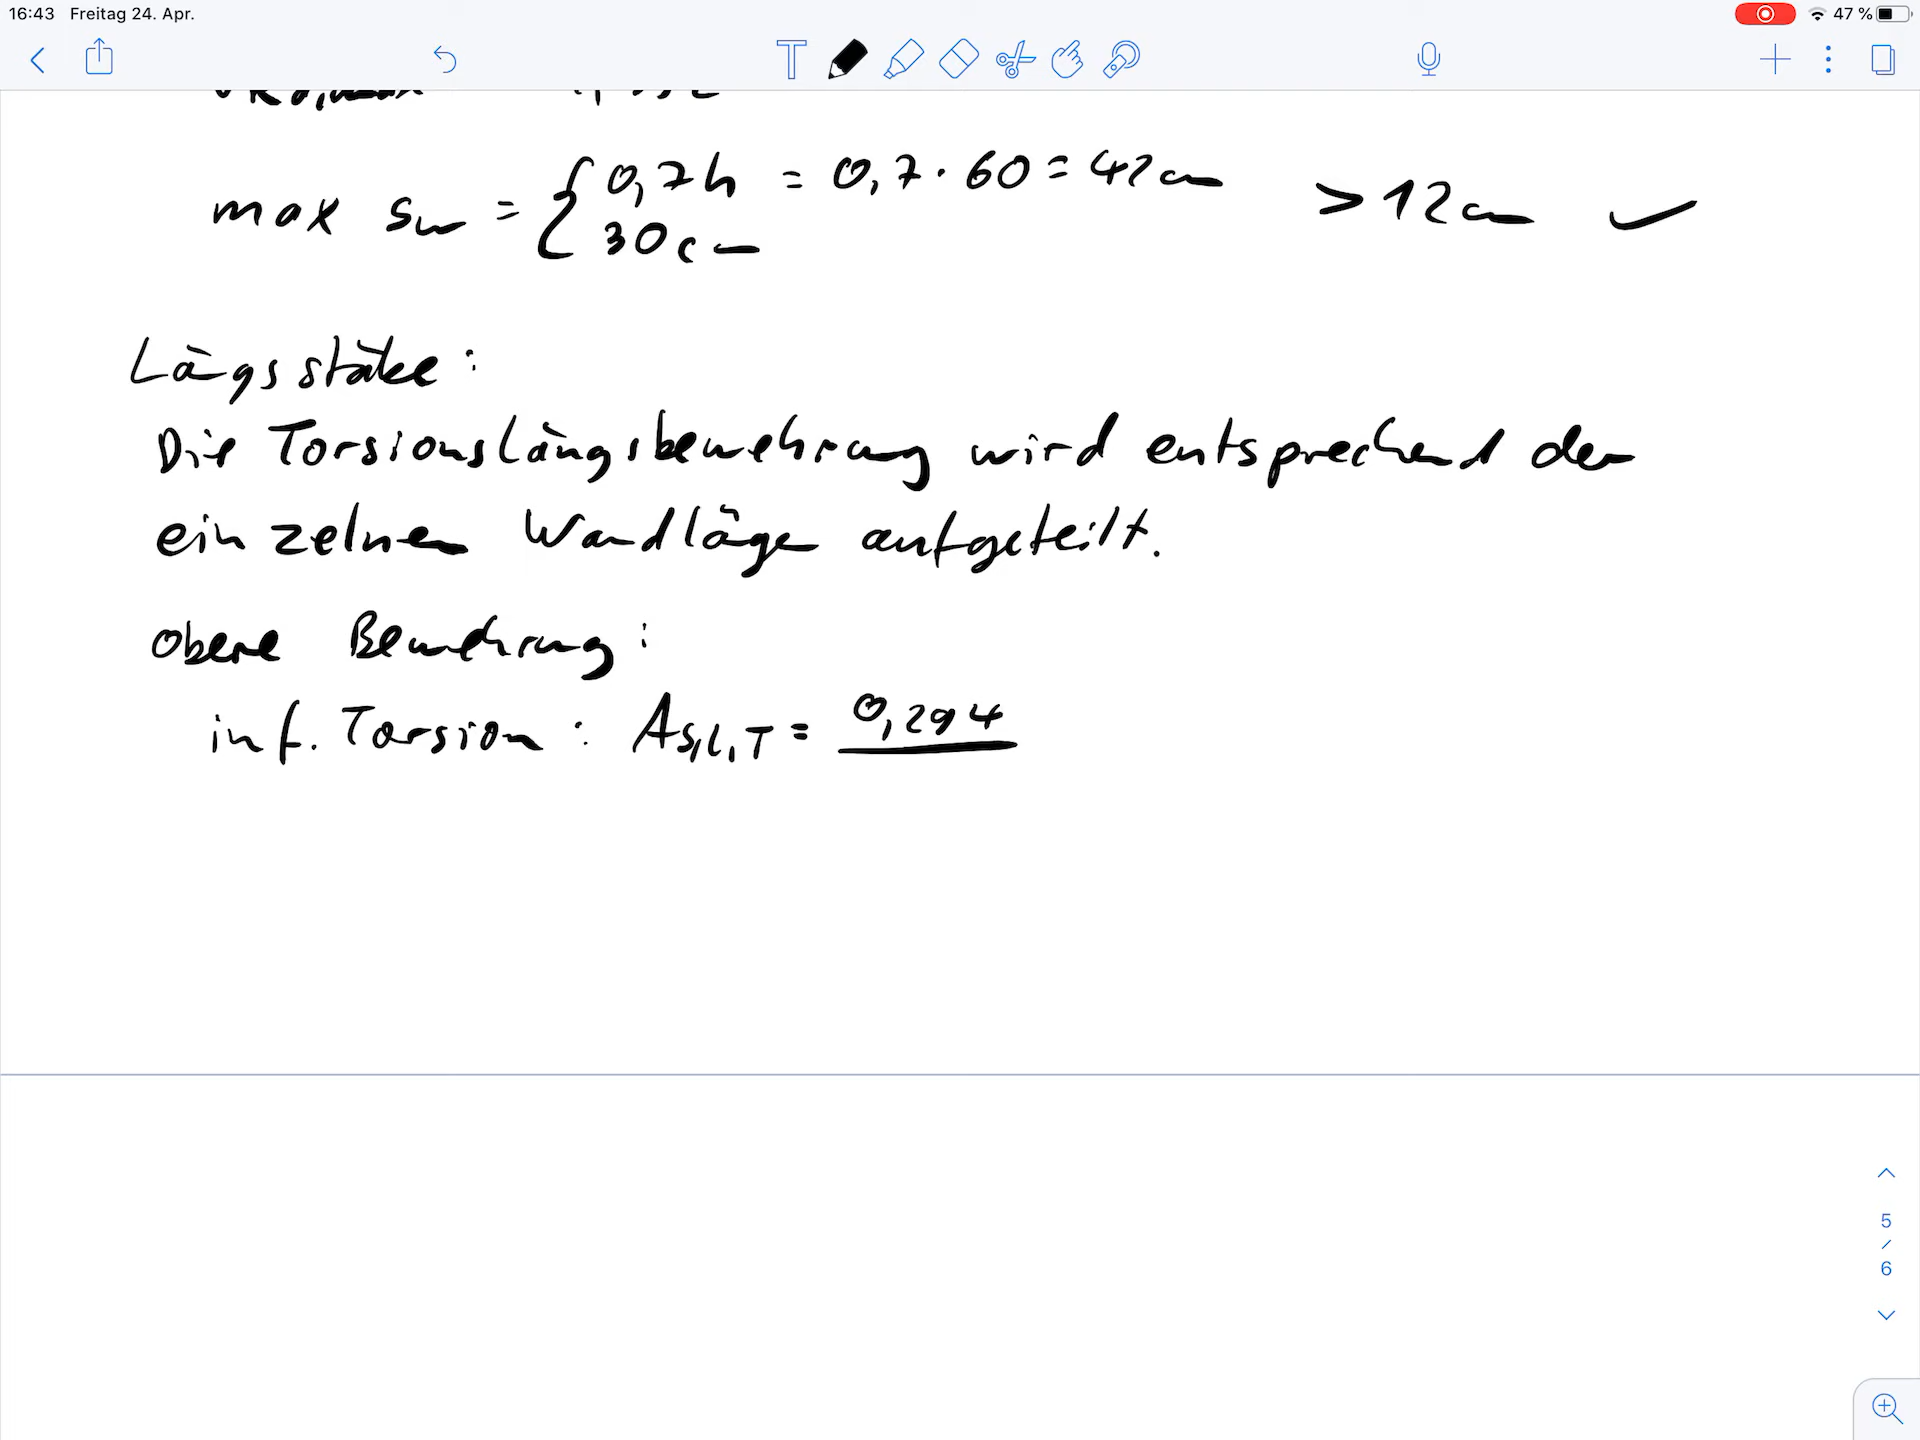 16:43 Freitag 24. Apr. 47 %
max sw = { 0,7h = 0,7 · 60 = 42cm > 12cm ✓
30cm
Längsstäbe:
Die Torsionslängsbewehrung wird entsprechend den
einzelnen Wandlängen aufgeteilt.
obere Bewehrung:
inf. Torsion: As,l,T = 0,294
5
/
6